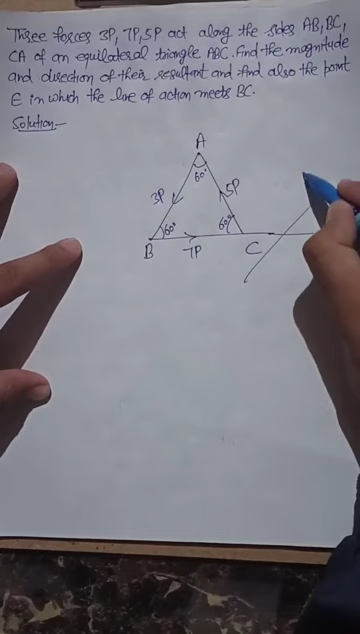 Three forces 3P, 7P, 5P act along the sides AB, BC,
CA of an equilateral triangle ABC. Find the magnitude
and direction of their resultant and find also the point
E in which the line of action meets BC.
Solution:-
A
60°
3P
5P
60°
60°
B
7P
C